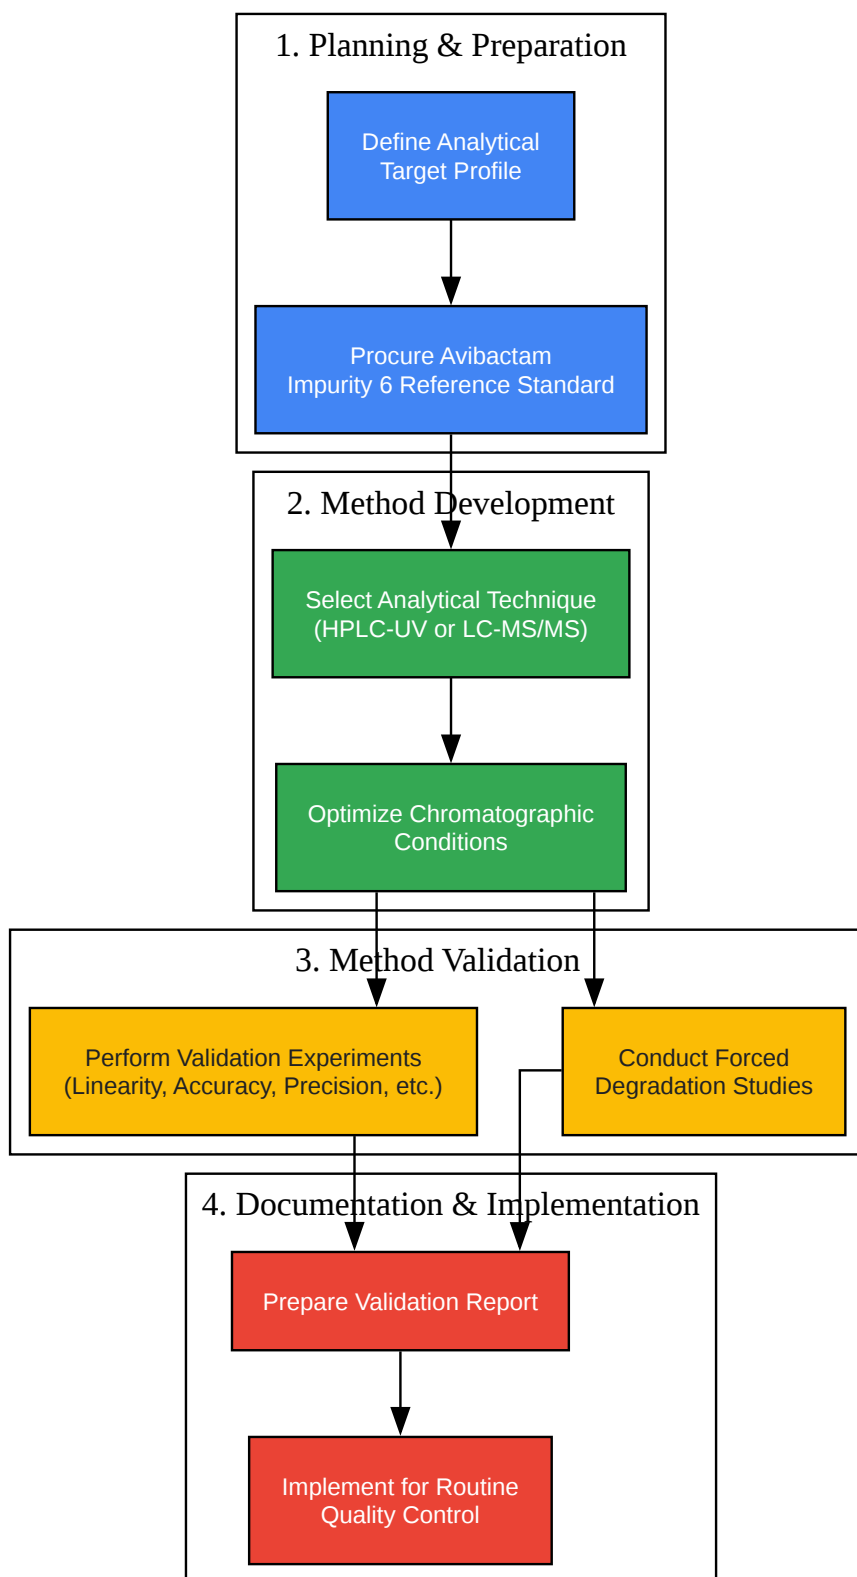 1. Planning & Preparation
Define Analytical
Target Profile
Procure Avibactam
Impurity 6 Reference Standard
2. Method Development
Select Analytical Technique
(HPLC-UV or LC-MS/MS)
Optimize Chromatographic
Conditions
3. Method Validation
Perform Validation Experiments
(Linearity, Accuracy, Precision, etc.)
Conduct Forced
Degradation Studies
4. Documentation & Implementation
Prepare Validation Report
Implement for Routine
Quality Control